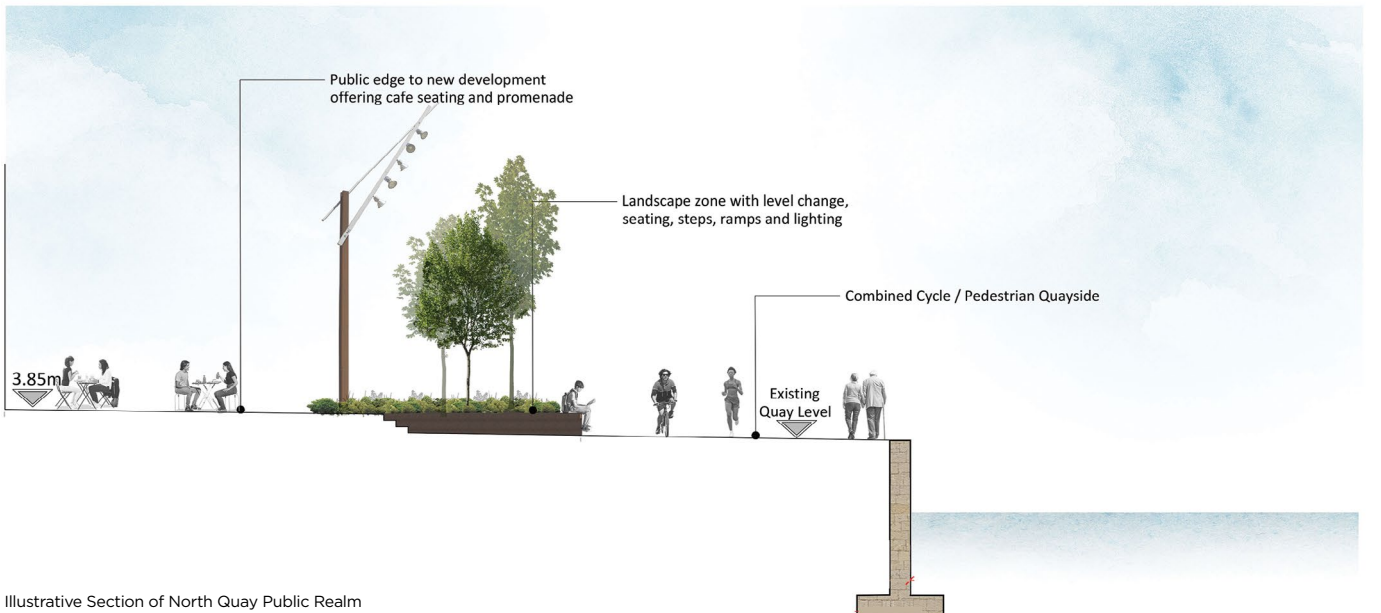 Public edge to new development
offering cafe seating and promenade
Landscape zone with level change,
seating, steps, ramps and lighting
Combined Cycle / Pedestrian Quayside
3.85m
Existing
Quay Level
Illustrative Section of North Quay Public Realm